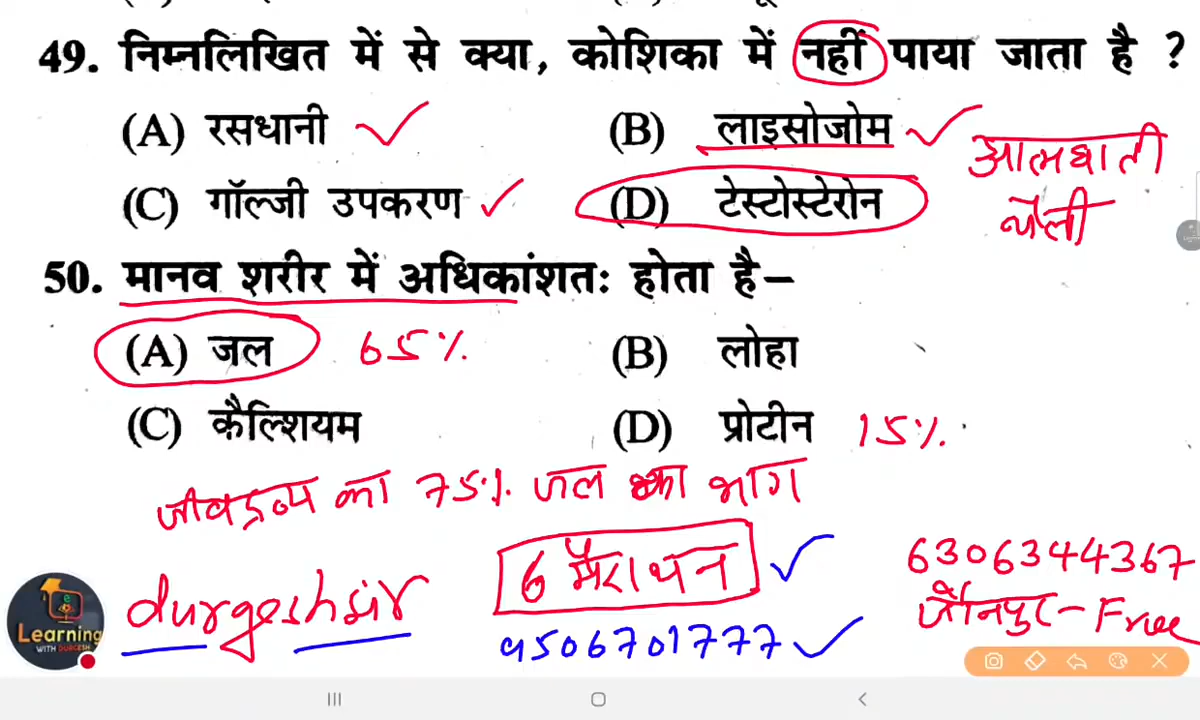 49. निम्नलिखित में से क्या, कोशिका में नहीं पाया जाता है ?
(A) रसधानी (B) लाइसोजोम
आत्मघाती
(C) गॉल्जी उपकरण (D) टेस्टोस्टेरोन
थैली
50. मानव शरीर में अधिकांशतः होता है–
(A) जल 65% (B) लोहा
(C) कैल्शियम (D) प्रोटीन 15%
जीवद्रव्य का 75% जल का भाग
6 मैराथन
6306344367
durgeshsir
जौनपुर - Free
9506701777
e
Learning
WITH DURGESH